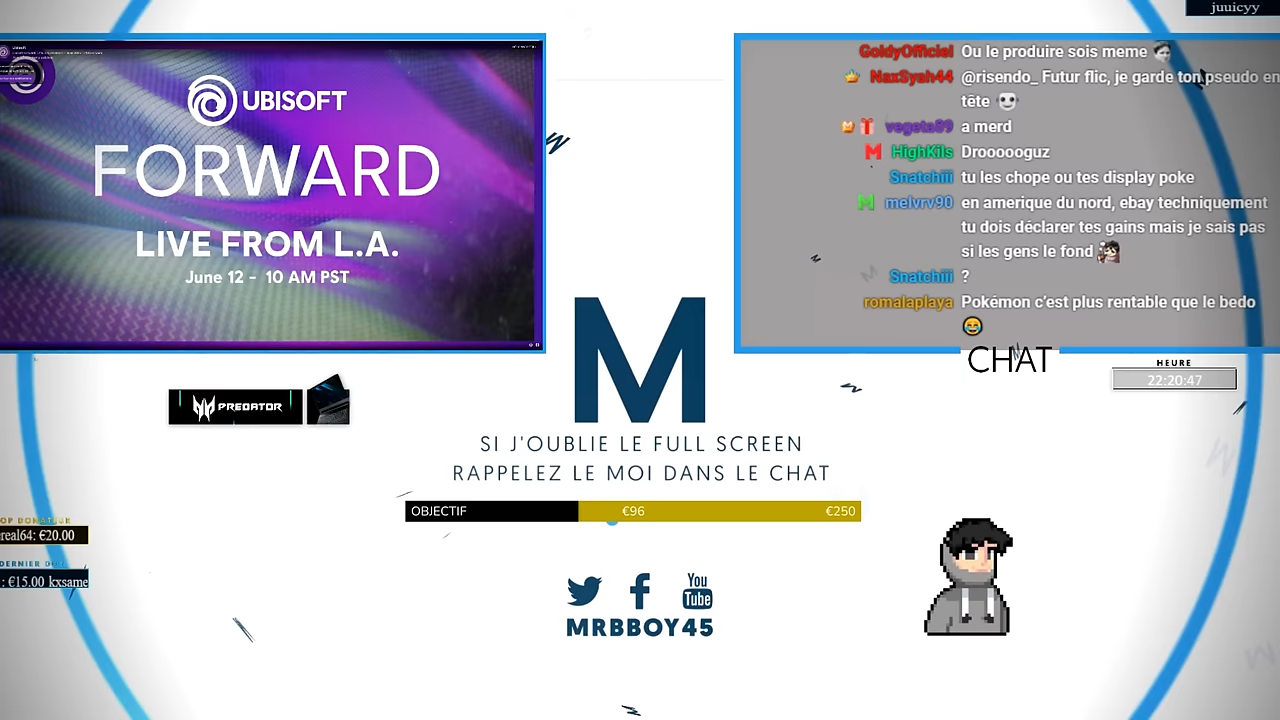 juuicyy
UBISOFT
FORWARD
LIVE FROM L.A.
June 12 - 10 AM PST
GoldyOfficiel Ou le produire sois meme
NaxSyah44 @risendo_ Futur flic, je garde ton pseudo en
tête
vegeta89 a merd
HighKils Droooooguz
Snatchiii tu les chope ou tes display poke
melvrv90 en amerique du nord, ebay techniquement
tu dois déclarer tes gains mais je sais pas
si les gens le fond
Snatchiii ?
romalaplaya Pokémon c'est plus rentable que le bedo
CHAT
HEURE
22:20:47
PREDATOR
M
SI J'OUBLIE LE FULL SCREEN
RAPPELEZ LE MOI DANS LE CHAT
OBJECTIF €96 €250
OP DONATEUR
ereal64: €20.00
DERNIER DON
: €15.00 kxsame
You
Tube
MRBBOY45